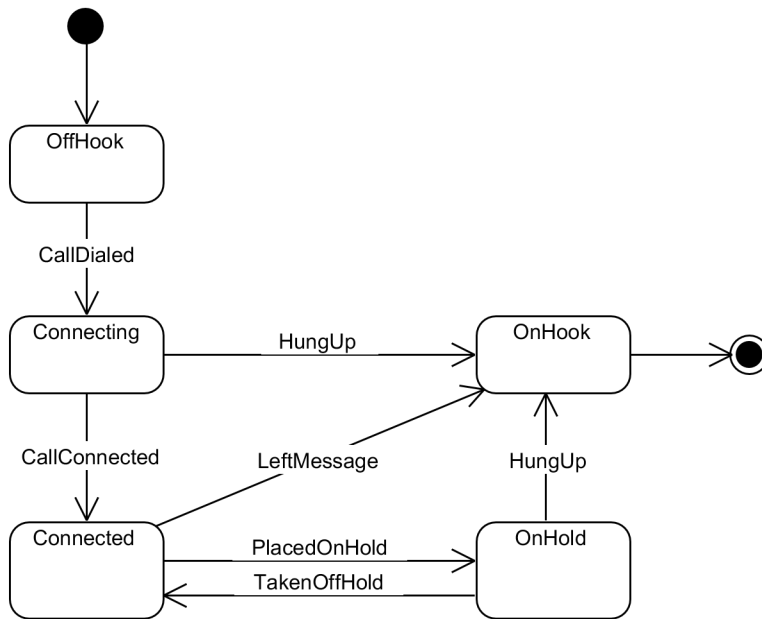 OffHook
CallDialed
Connecting
HungUp
OnHook
CallConnected
LeftMessage
HungUp
Connected
PlacedOnHold
OnHold
TakenOffHold